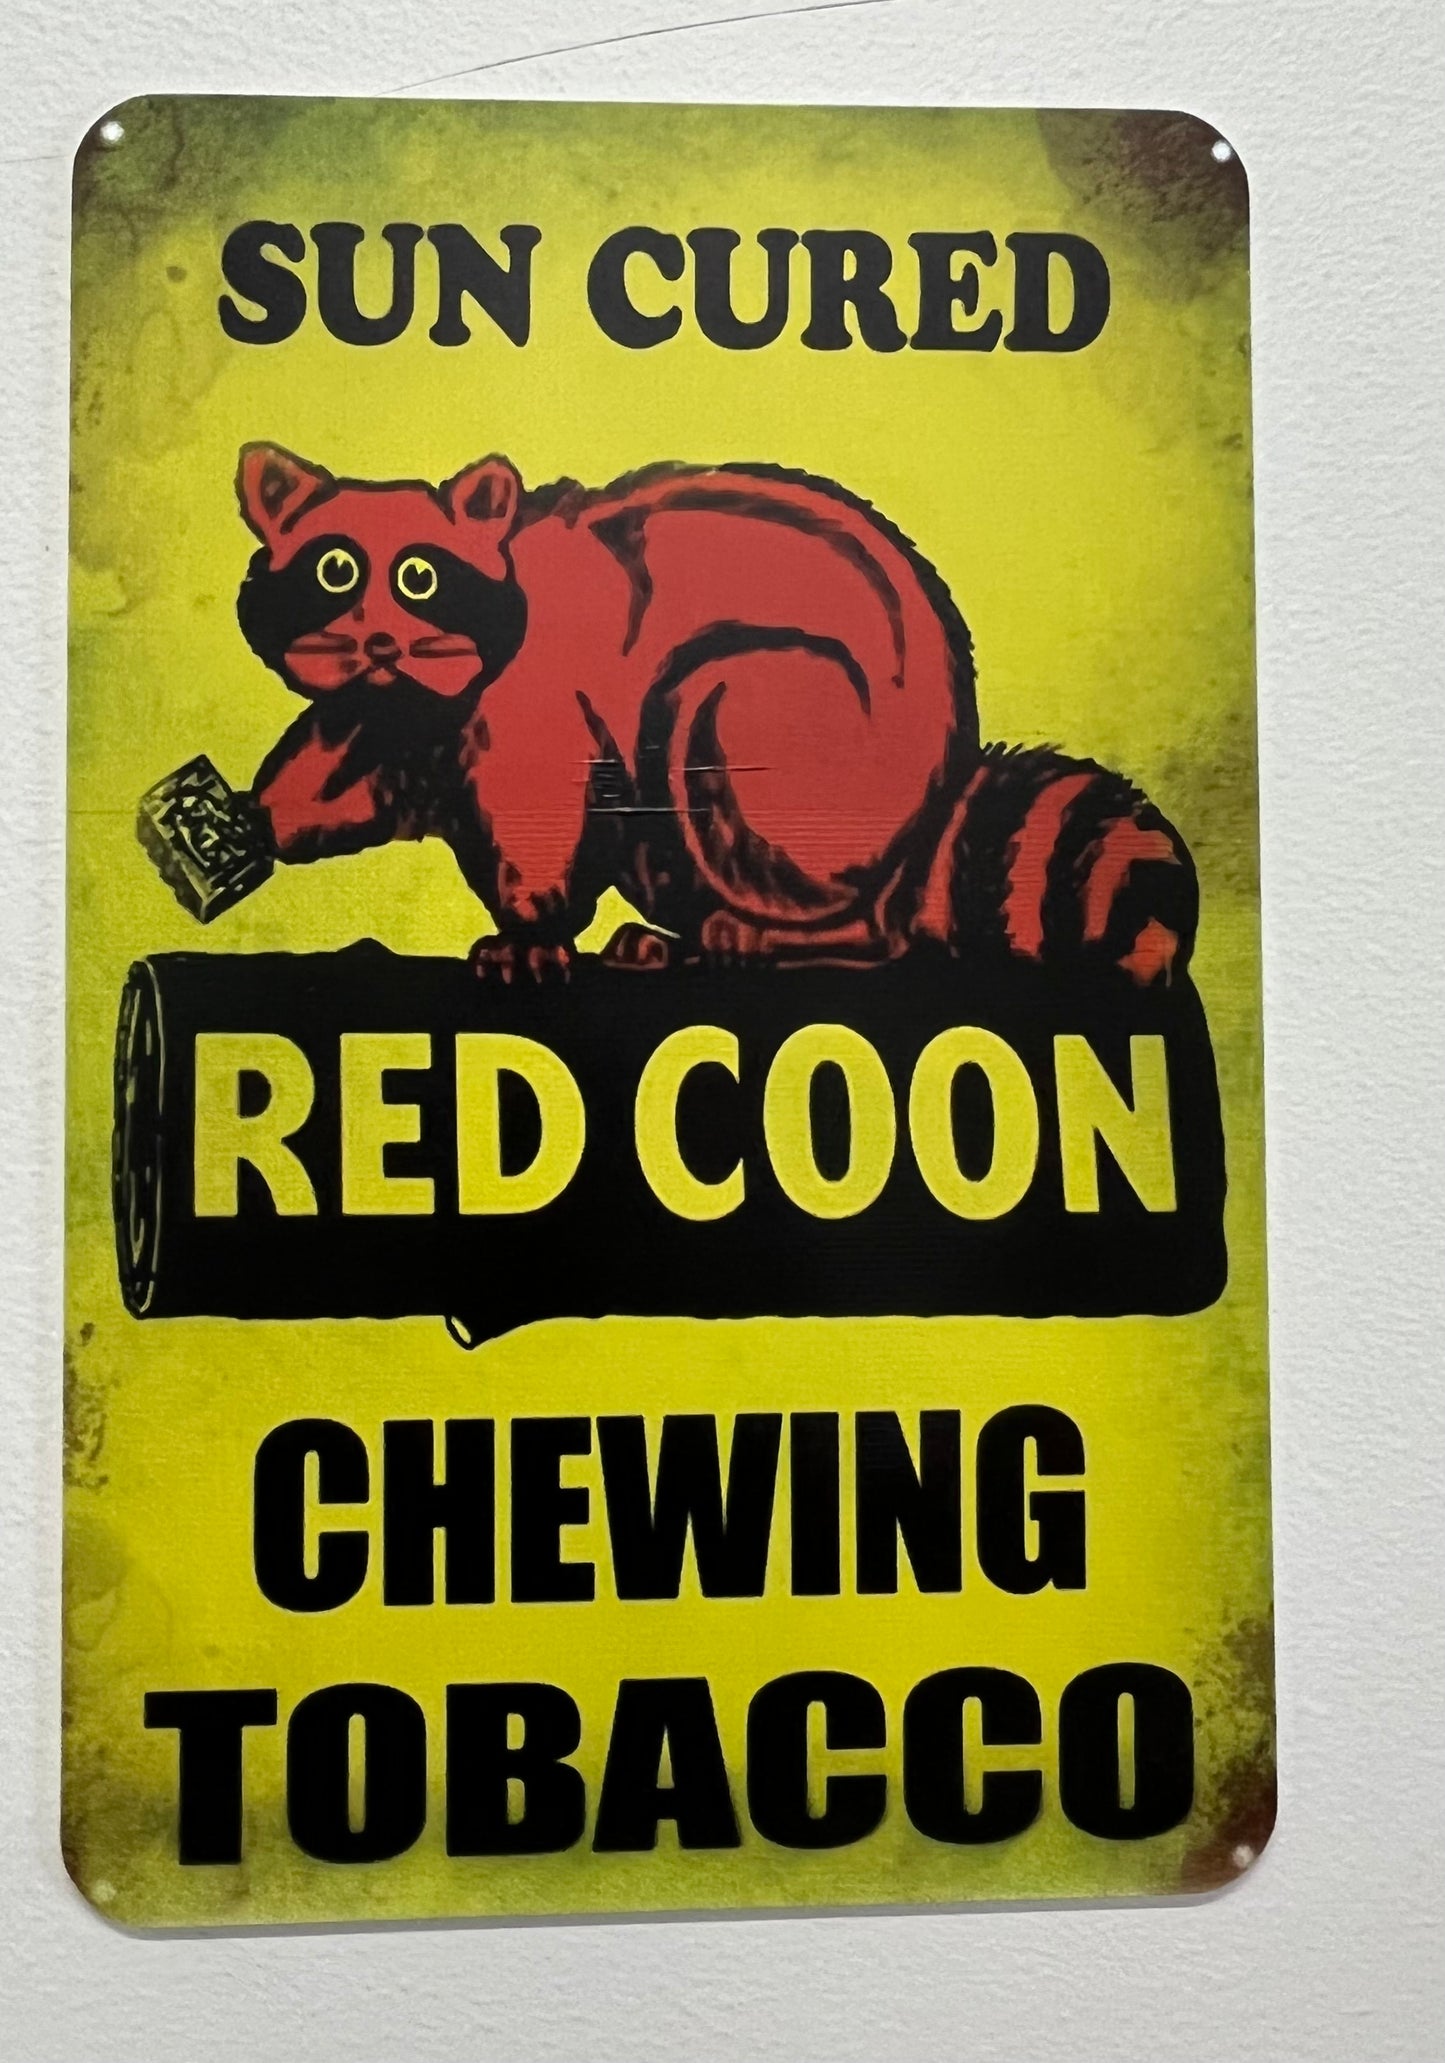 SUN CURED
RED COON
CHEWING
TOBACCO